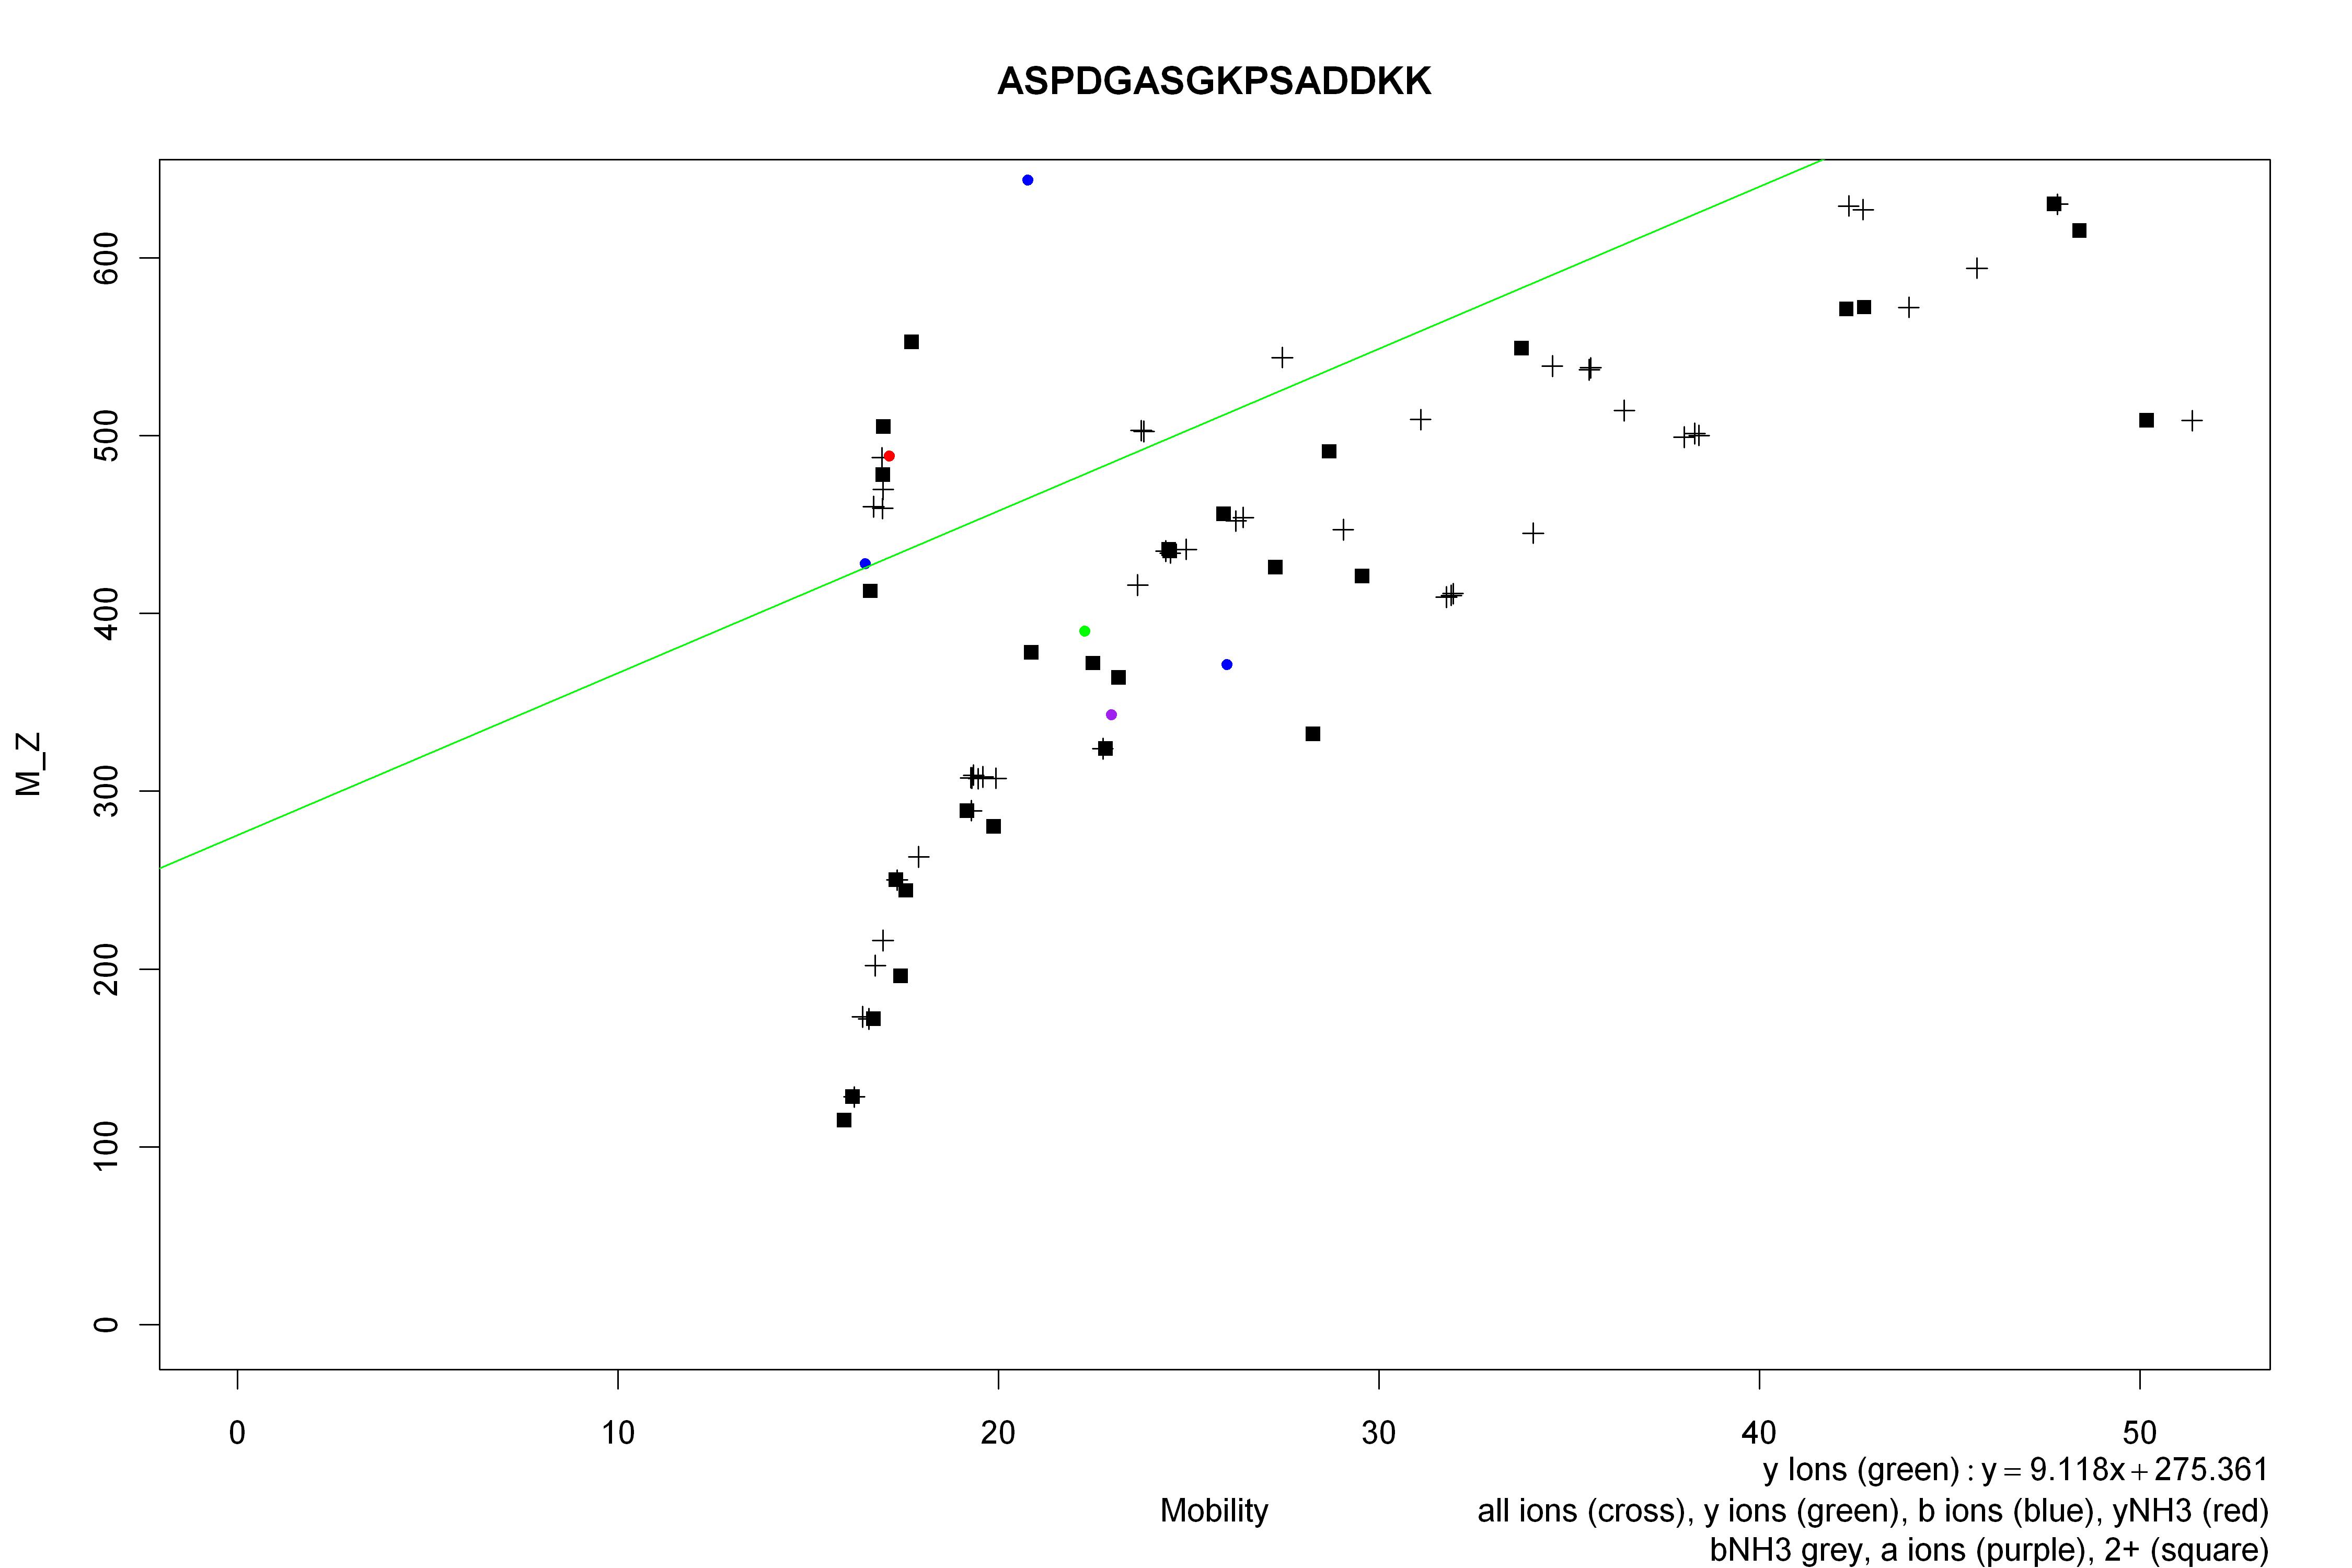 ASPDGASGKPSADDKK
600
500
400
300
200
100
0
M_Z
0 10 20 30 40 50
y Ions (green) : y = 9.118x + 275.361
Mobility
all ions (cross), y ions (green), b ions (blue), yNH3 (red)
bNH3 grey, a ions (purple), 2+ (square)